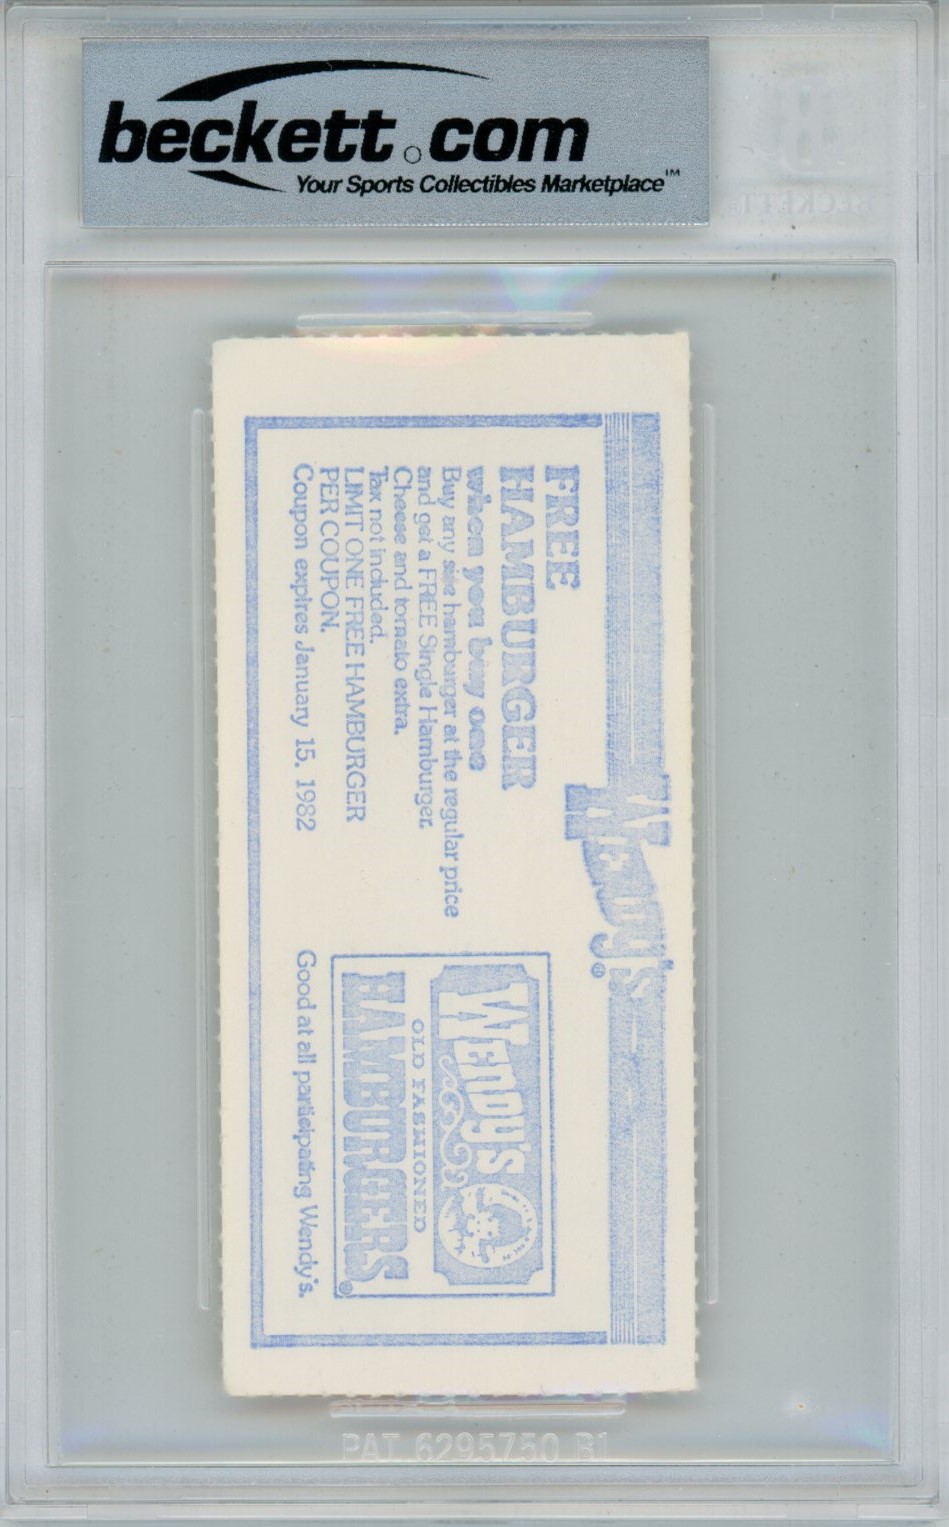 beckett.com
Your Sports Collectibles Marketplace™
BECKETT
Wendy's®
FREE
HAMBURGER
when you buy one
Buy any size hamburger at the regular price
and get a FREE Single Hamburger.
Cheese and tomato extra.
Tax not included.
LIMIT ONE FREE HAMBURGER
PER COUPON.
Coupon expires January 15, 1982
WENDY'S
OLD FASHIONED
HAMBURGERS®
Good at all participating Wendy's.
PAT 6295750 B1